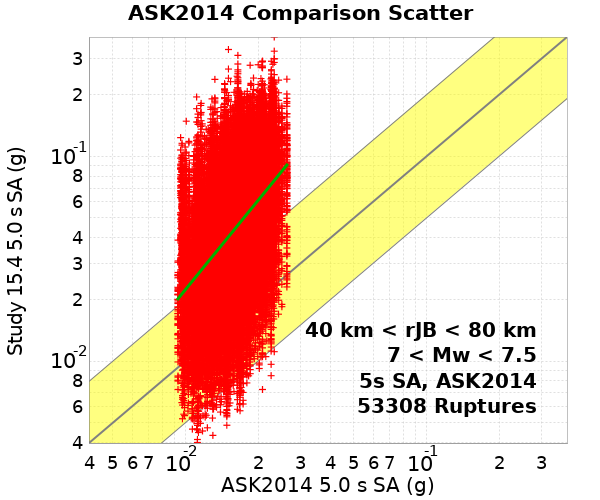 ASK2014 Comparison Scatter
Study 15.4 5.0 s SA (g)
3
2
10-1
8
6
4
3
2
10-2
8
6
4
40 km < rJB < 80 km
7 < Mw < 7.5
5s SA, ASK2014
53308 Ruptures
4 5 6 7 10-2 2 3 4 5 6 7 10-1 2 3
ASK2014 5.0 s SA (g)